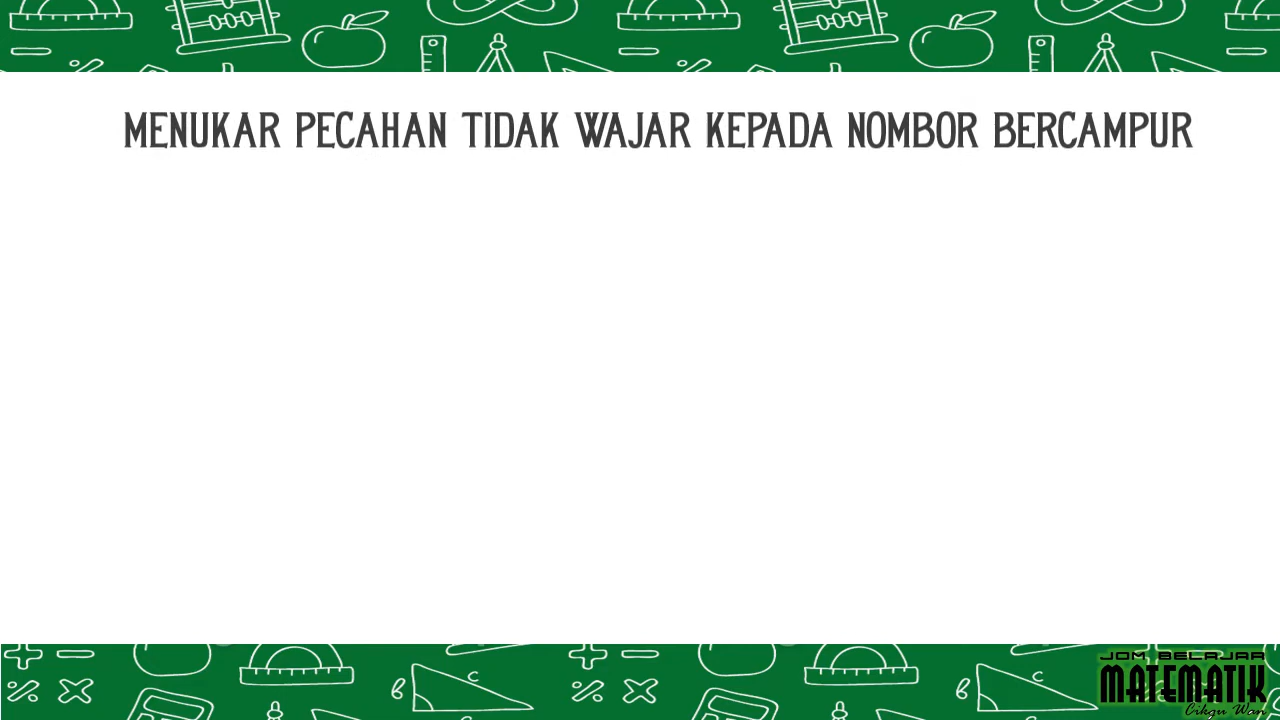 MENUKAR PECAHAN TIDAK WAJAR KEPADA NOMBOR BERCAMPUR
B C B C
JOM BELAJAR
MATEMATIK
Cikgu Wan